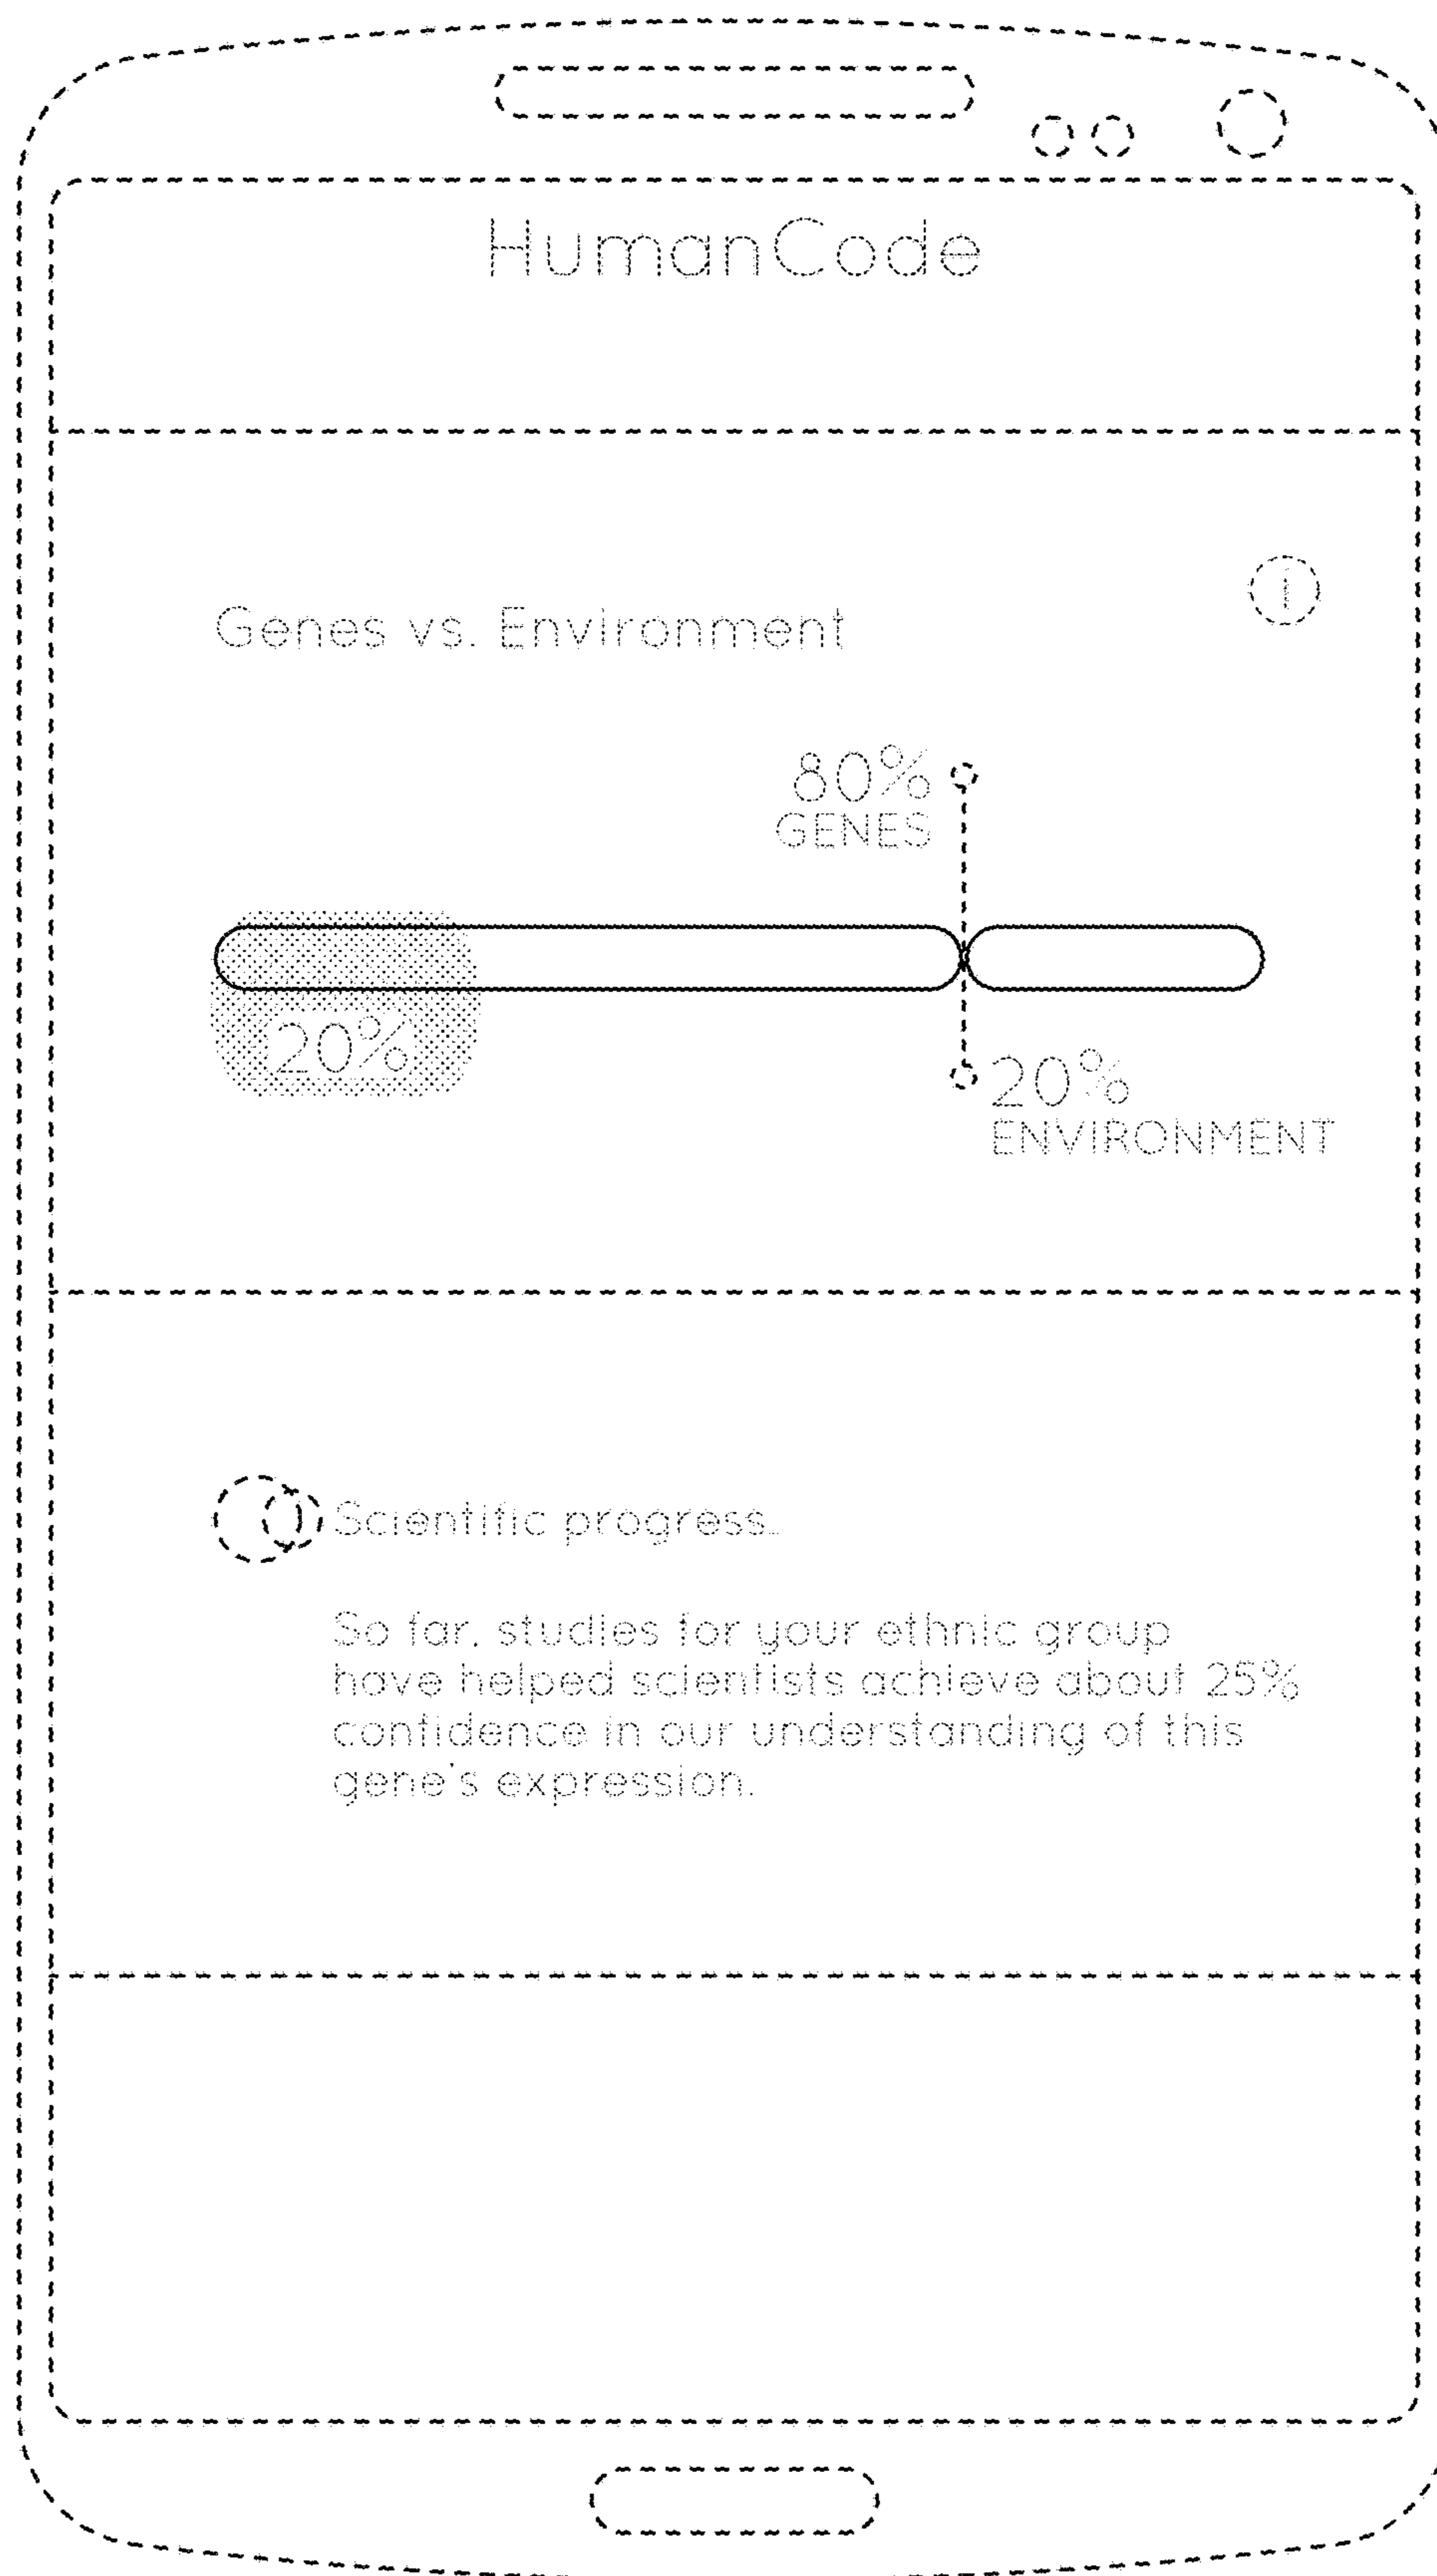 HumanCode
i
Genes vs. Environment
80%
GENES
20%
20%
ENVIRONMENT
Scientific progress...
So far, studies for your ethnic group
have helped scientists achieve about 25%
confidence in our understanding of this
gene's expression.